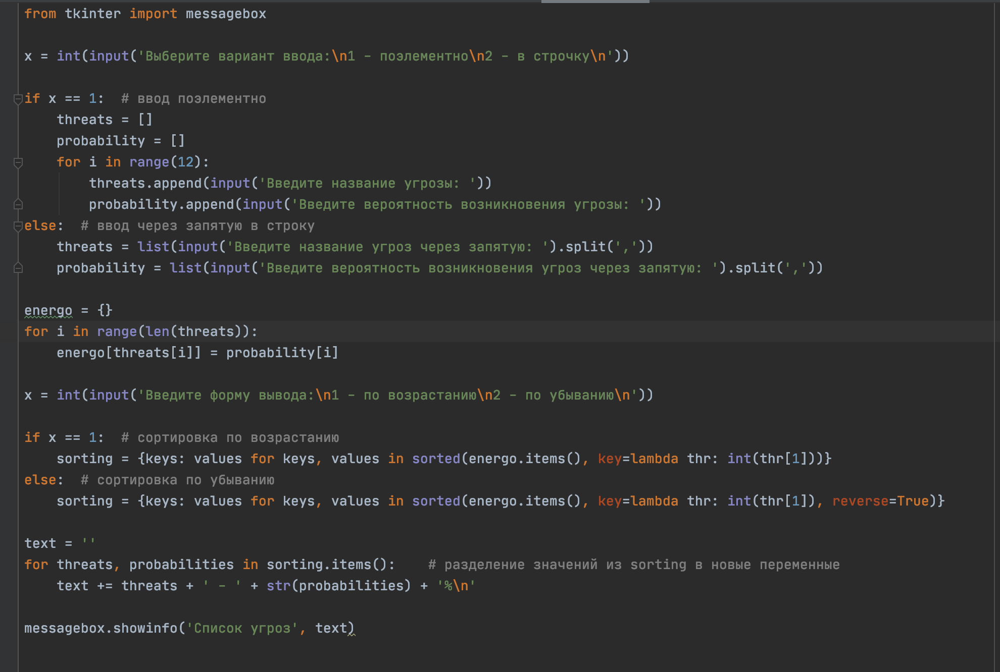 from tkinter import messagebox
x = int(input('Выберите вариант ввода:\n1 - поэлементно\n2 - в строчку\n'))
if x == 1:  # ввод поэлементно
    threats = []
    probability = []
    for i in range(12):
        threats.append(input('Введите название угрозы: '))
        probability.append(input('Введите вероятность возникновения угрозы: '))
else:  # ввод через запятую в строку
    threats = list(input('Введите название угроз через запятую: ').split(','))
    probability = list(input('Введите вероятность возникновения угроз через запятую: ').split(','))
energo = {}
for i in range(len(threats)):
    energo[threats[i]] = probability[i]
x = int(input('Введите форму вывода:\n1 - по возрастанию\n2 - по убыванию\n'))
if x == 1:  # сортировка по возрастанию
    sorting = {keys: values for keys, values in sorted(energo.items(), key=lambda thr: int(thr[1]))}
else:  # сортировка по убыванию
    sorting = {keys: values for keys, values in sorted(energo.items(), key=lambda thr: int(thr[1]), reverse=True)}
text = ''
for threats, probabilities in sorting.items():    # разделение значений из sorting в новые переменные
    text += threats + ' - ' + str(probabilities) + '%\n'
messagebox.showinfo('Список угроз', text)